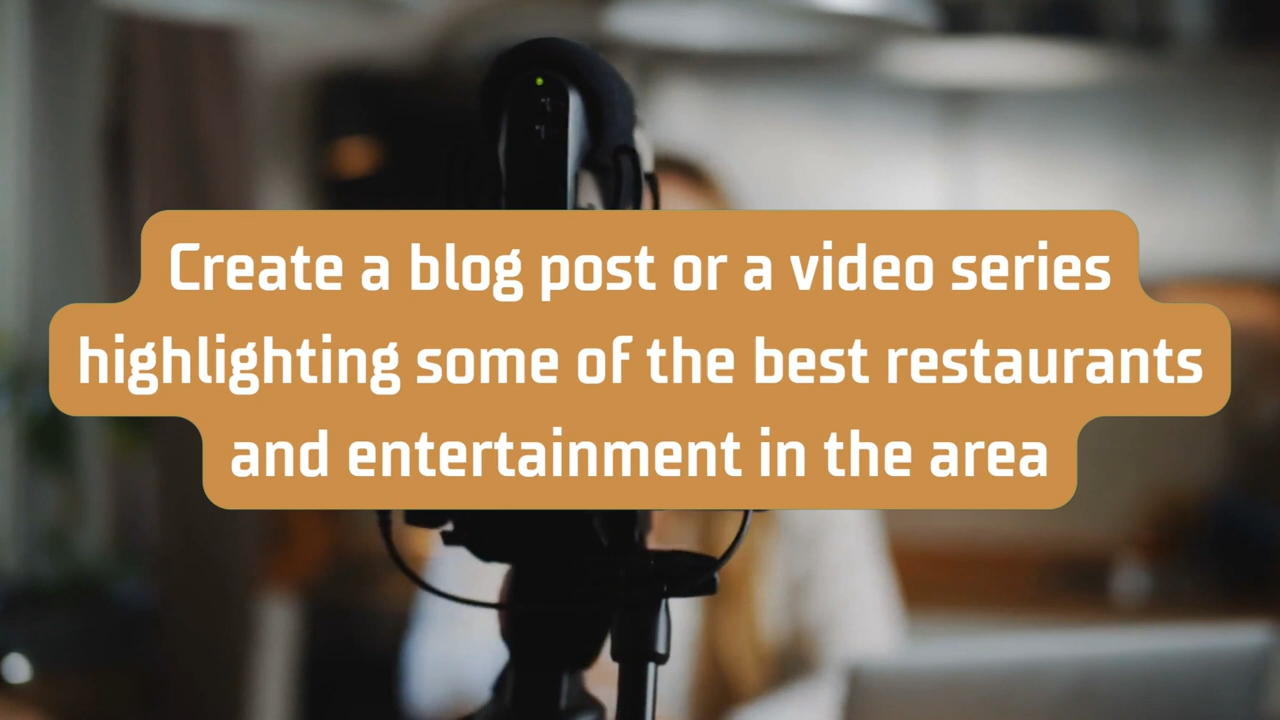 Create a blog post or a video series
highlighting some of the best restaurants
and entertainment in the area